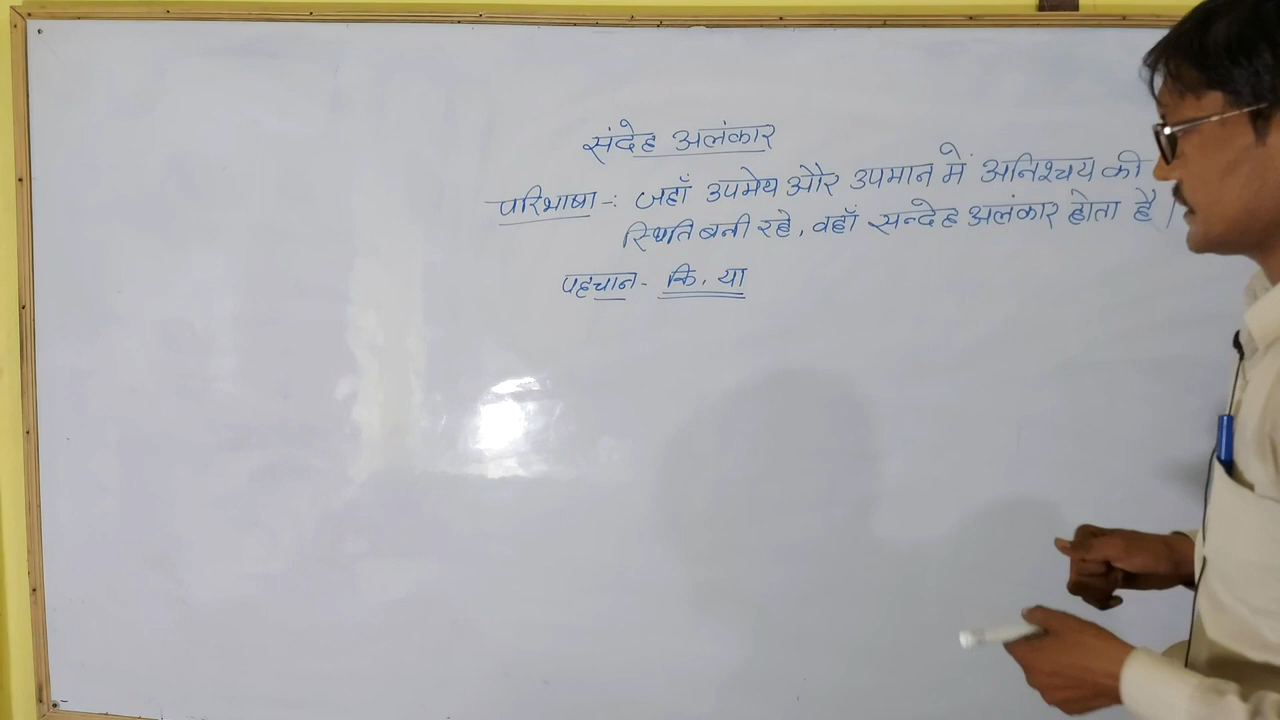 संदेह अलंकार
परिभाषा -: जहाँ उपमेय और उपमान में अनिश्चय की
स्थिति बनी रहे, वहाँ सन्देह अलंकार होता है।
पहचान - कि, या